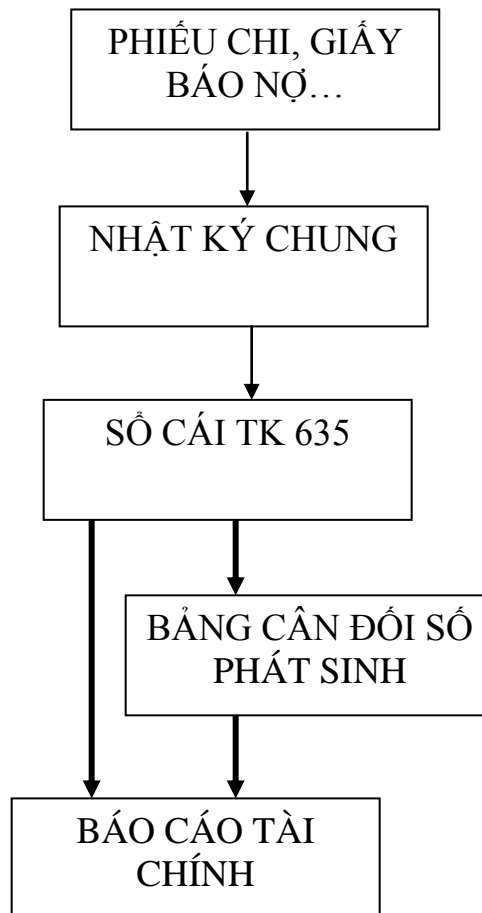 PHIẾU CHI, GIẤY
BÁO NỢ…
NHẬT KÝ CHUNG
SỔ CÁI TK 635
BẢNG CÂN ĐỐI SỐ
PHÁT SINH
BÁO CÁO TÀI
CHÍNH